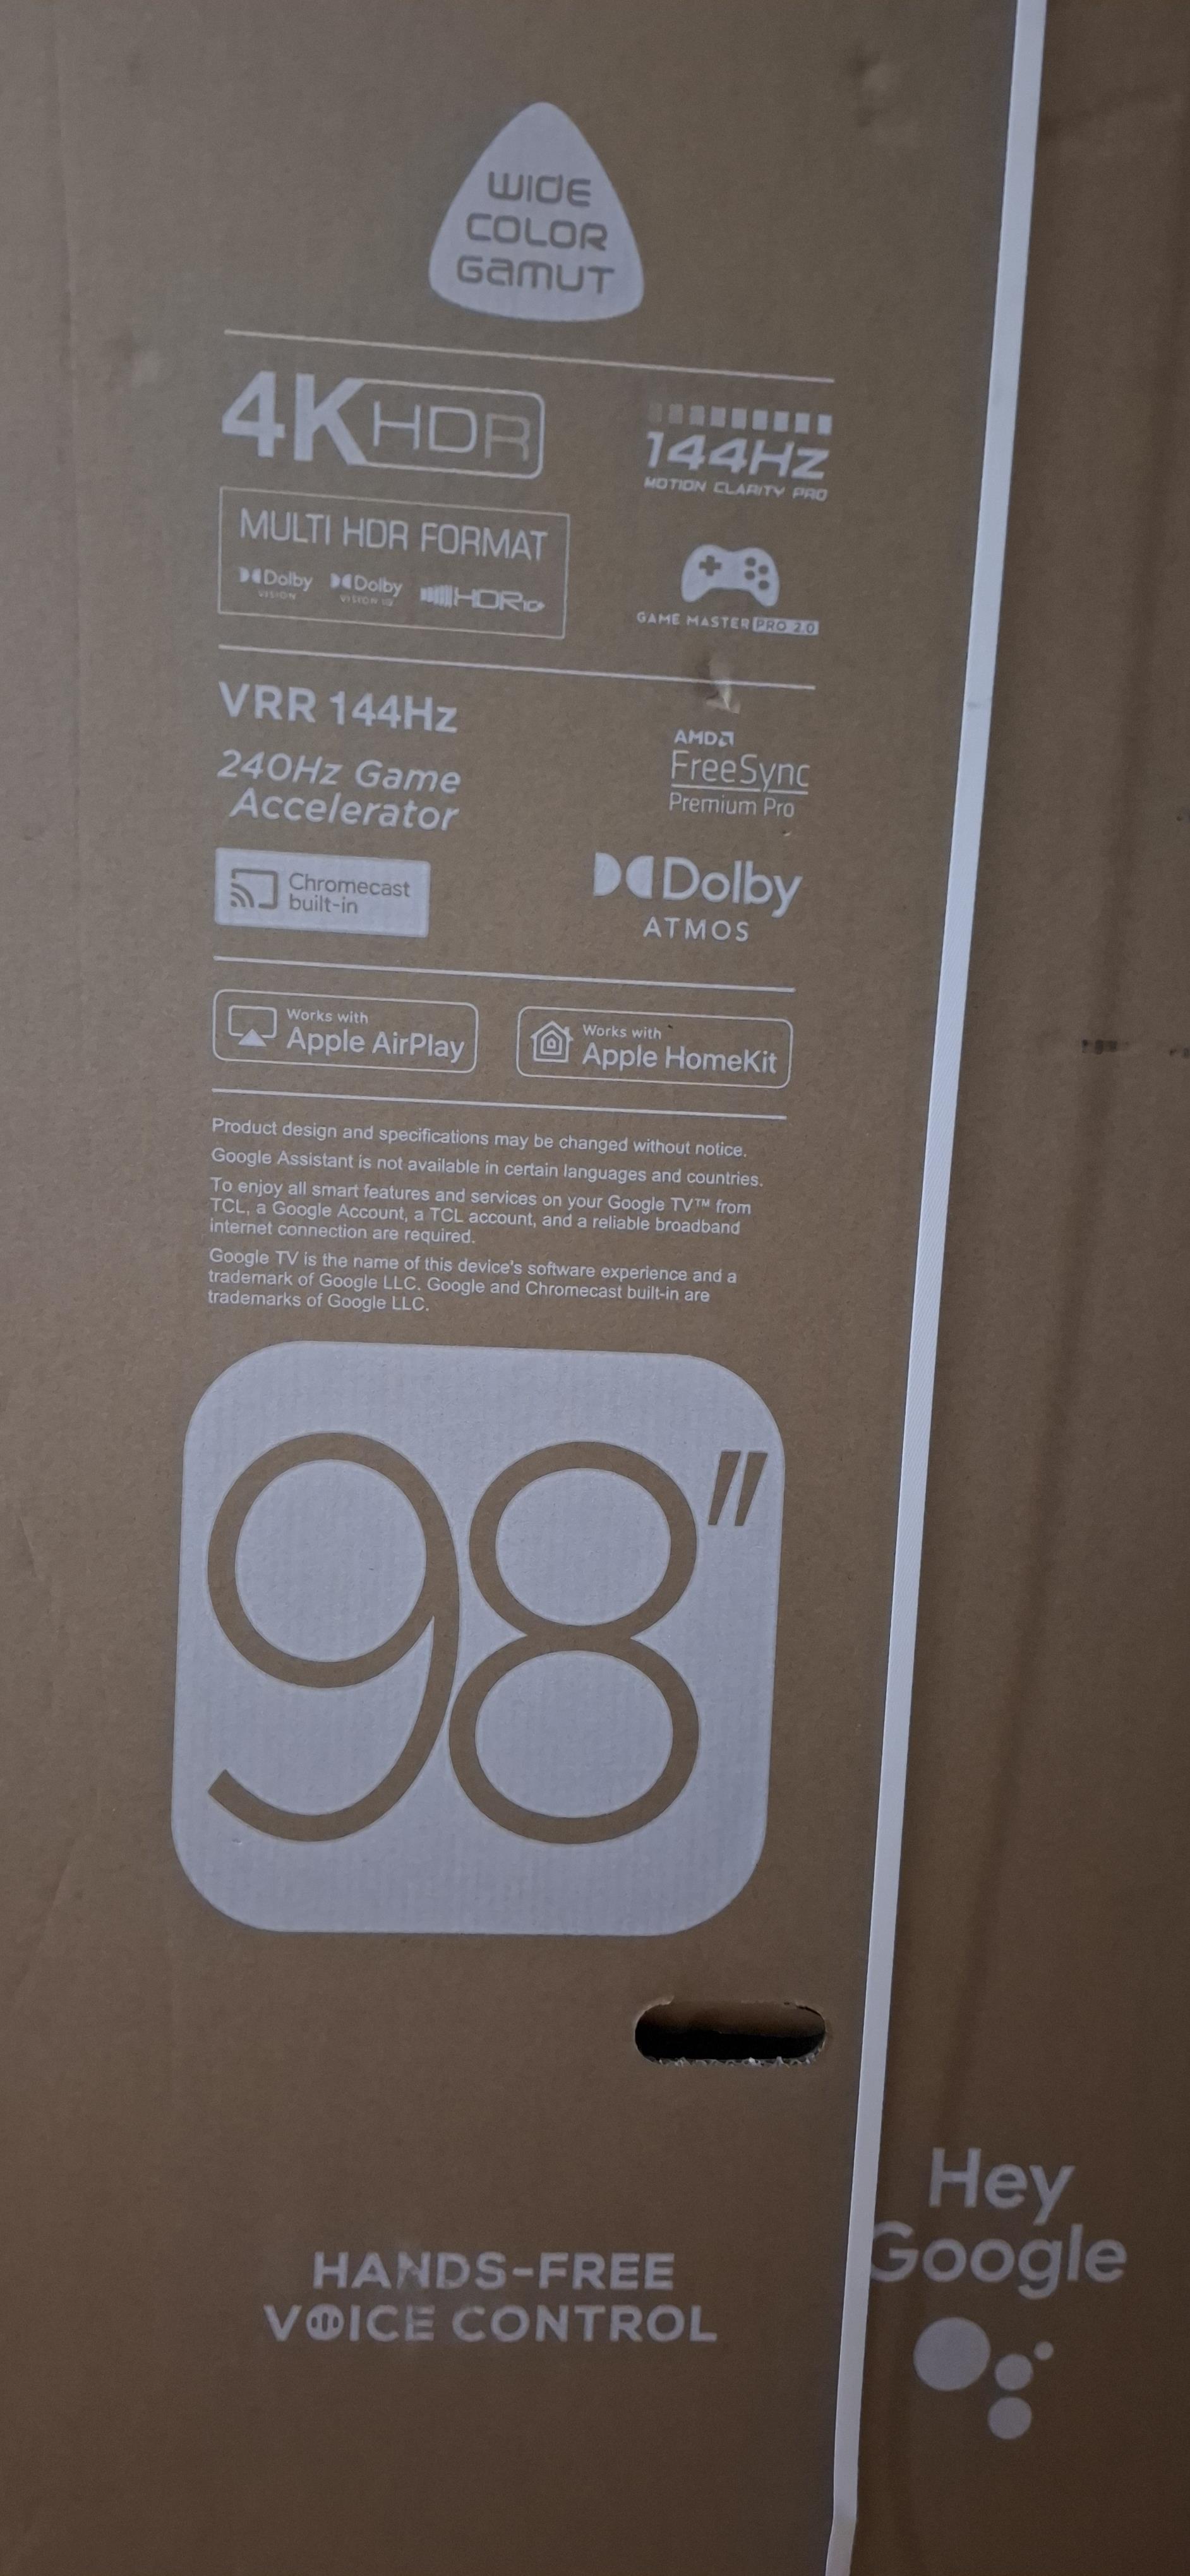 WIDE
COLOR
GAMUT
4K HDR
144Hz
MOTION CLARITY PRO
MULTI HDR FORMAT
Dolby
VISION
Dolby
VISION IQ
HDR10+
GAME MASTER PRO 2.0
VRR 144Hz
240Hz Game
Accelerator
AMD
FreeSync
Premium Pro
Chromecast
built-in
Dolby
ATMOS
Works with
Apple AirPlay
Works with
Apple HomeKit
Product design and specifications may be changed without notice.
Google Assistant is not available in certain languages and countries.
To enjoy all smart features and services on your Google TV™ from
TCL, a Google Account, a TCL account, and a reliable broadband
internet connection are required.
Google TV is the name of this device's software experience and a
trademark of Google LLC. Google and Chromecast built-in are
trademarks of Google LLC.
98"
HANDS-FREE
VOICE CONTROL
Hey
Google